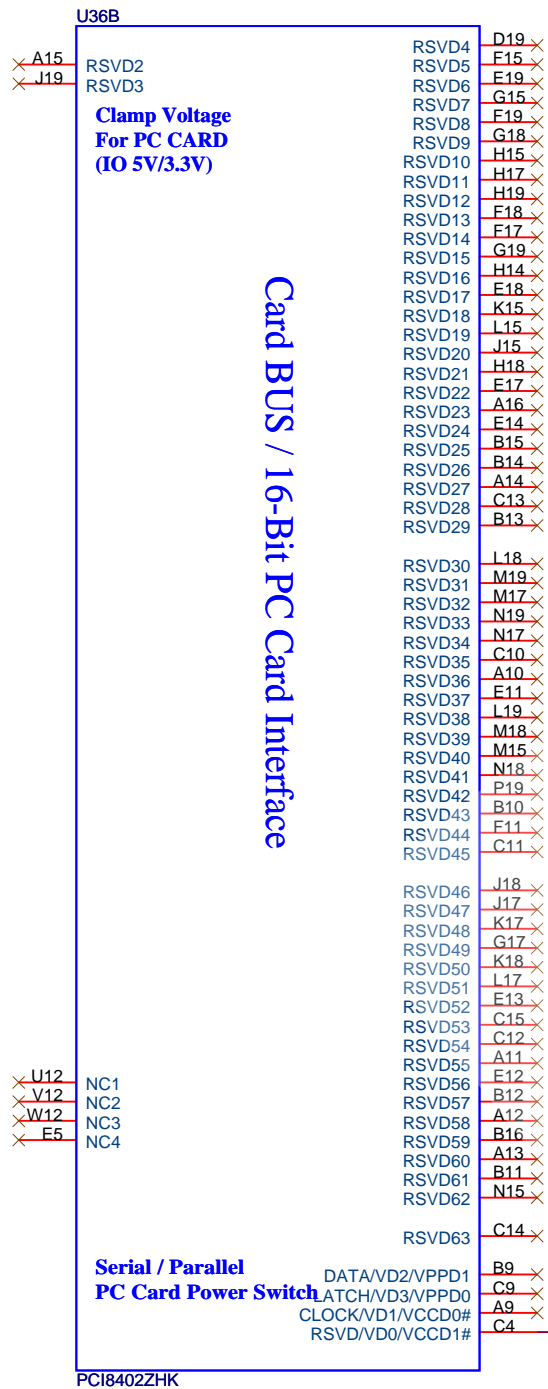 U36B
A15 RSVD2
J19 RSVD3
Clamp Voltage
For PC CARD
(IO 5V/3.3V)
Card BUS / 16-Bit PC Card Interface
U12 NC1
V12 NC2
W12 NC3
E5 NC4
Serial / Parallel
PC Card Power Switch
RSVD4 D19
RSVD5 F15
RSVD6 E19
RSVD7 G15
RSVD8 F19
RSVD9 G18
RSVD10 H15
RSVD11 H17
RSVD12 H19
RSVD13 F18
RSVD14 F17
RSVD15 G19
RSVD16 H14
RSVD17 E18
RSVD18 K15
RSVD19 L15
RSVD20 J15
RSVD21 H18
RSVD22 E17
RSVD23 A16
RSVD24 E14
RSVD25 B15
RSVD26 B14
RSVD27 A14
RSVD28 C13
RSVD29 B13
RSVD30 L18
RSVD31 M19
RSVD32 M17
RSVD33 N19
RSVD34 N17
RSVD35 C10
RSVD36 A10
RSVD37 E11
RSVD38 L19
RSVD39 M18
RSVD40 M15
RSVD41 N18
RSVD42 P19
RSVD43 B10
RSVD44 F11
RSVD45 C11
RSVD46 J18
RSVD47 J17
RSVD48 K17
RSVD49 G17
RSVD50 K18
RSVD51 L17
RSVD52 E13
RSVD53 C15
RSVD54 C12
RSVD55 A11
RSVD56 E12
RSVD57 B12
RSVD58 A12
RSVD59 B16
RSVD60 A13
RSVD61 B11
RSVD62 N15
RSVD63 C14
DATA/VD2/VPPD1 B9
LATCH/VD3/VPPD0 C9
CLOCK/VD1/VCCD0# A9
RSVD/VD0/VCCD1# C4
PCI8402ZHK